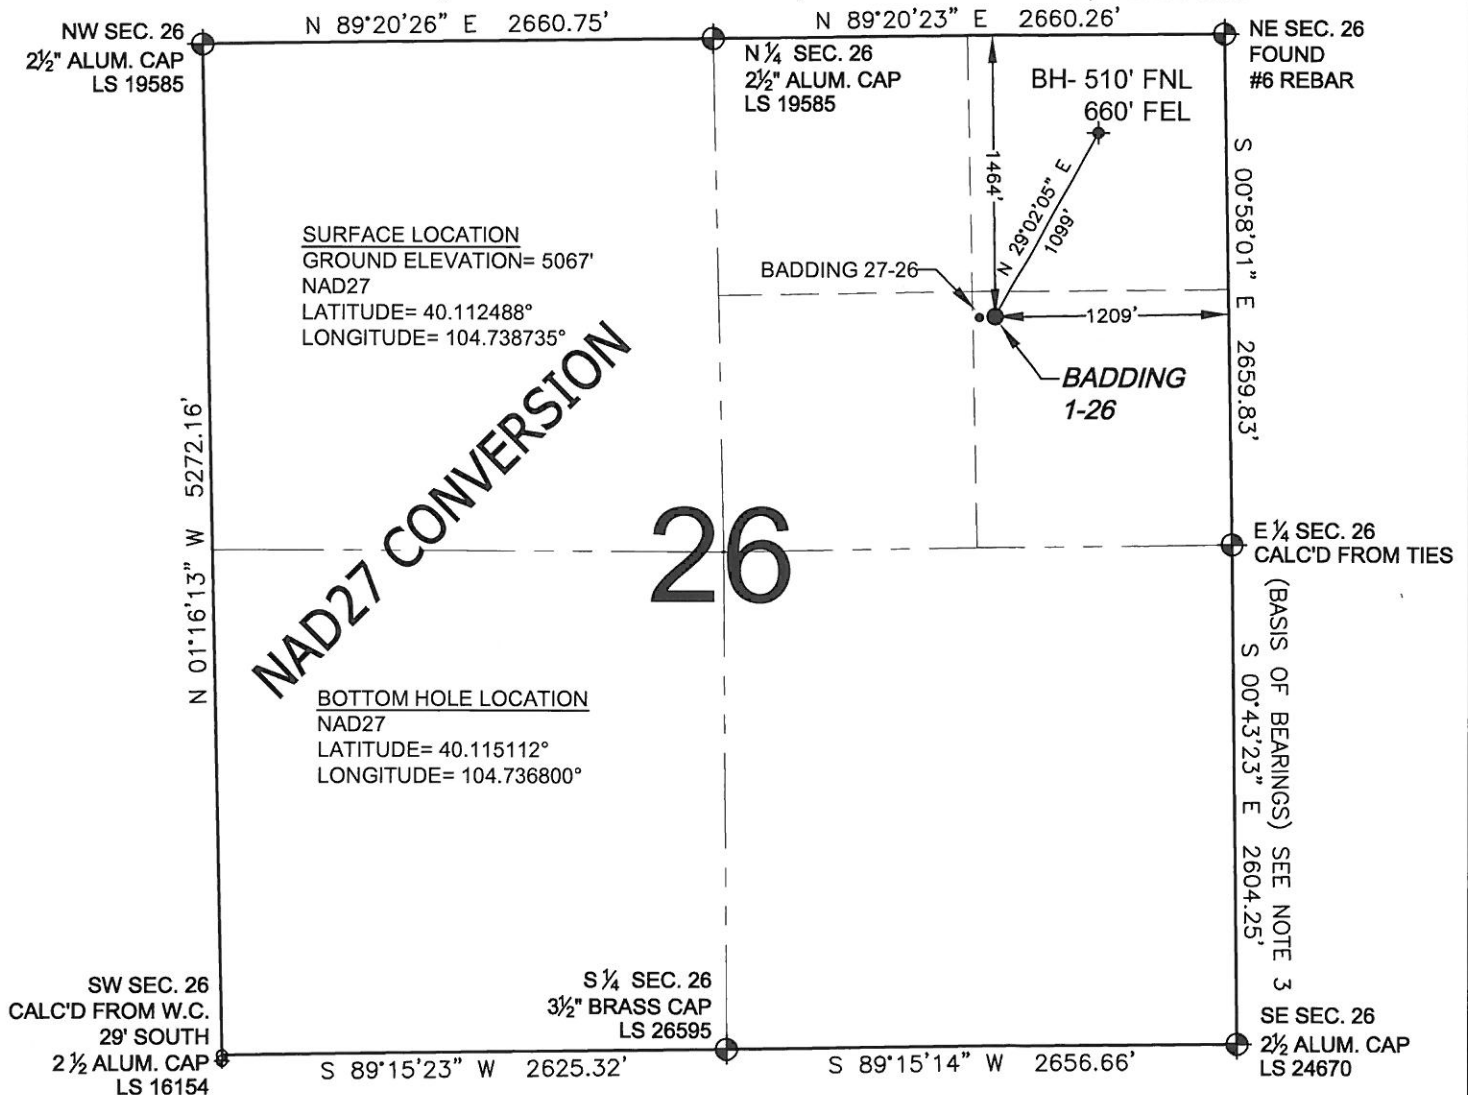 N 89°20'26" E 2660.75'
N 89°20'23" E 2660.26'
NW SEC. 26
2½" ALUM. CAP
LS 19585
N ¼ SEC. 26
2½" ALUM. CAP
LS 19585
NE SEC. 26
FOUND
#6 REBAR
BH- 510' FNL
660' FEL
1464'
N 29°02'05" E
1099'
S 00°58'01" E 2659.83'
SURFACE LOCATION
GROUND ELEVATION= 5067'
NAD27
LATITUDE= 40.112488°
LONGITUDE= 104.738735°
BADDING 27-26
1209'
BADDING
1-26
NAD27 CONVERSION
N 01°16'13" W 5272.16'
26
E ¼ SEC. 26
CALC'D FROM TIES
(BASIS OF BEARINGS) SEE NOTE 3
S 00°43'23" E 2604.25'
BOTTOM HOLE LOCATION
NAD27
LATITUDE= 40.115112°
LONGITUDE= 104.736800°
SW SEC. 26
CALC'D FROM W.C.
29' SOUTH
2 ½ ALUM. CAP
LS 16154
S ¼ SEC. 26
3½" BRASS CAP
LS 26595
SE SEC. 26
2½ ALUM. CAP
LS 24670
S 89°15'23" W 2625.32'
S 89°15'14" W 2656.66'